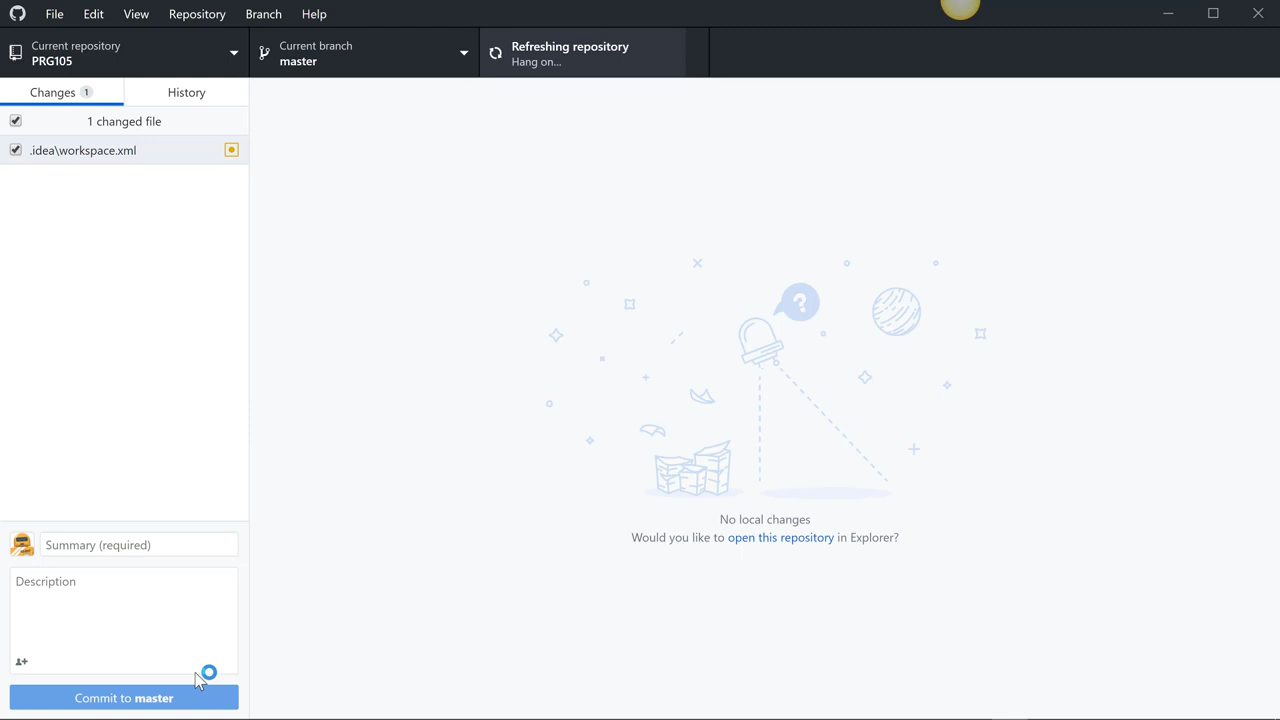 File Edit View Repository Branch Help
Current repository
PRG105
Current branch
master
Refreshing repository
Hang on...
Changes 1
History
1 changed file
.idea\workspace.xml
?
No local changes
Would you like to open this repository in Explorer?
Summary (required)
Description
Commit to master